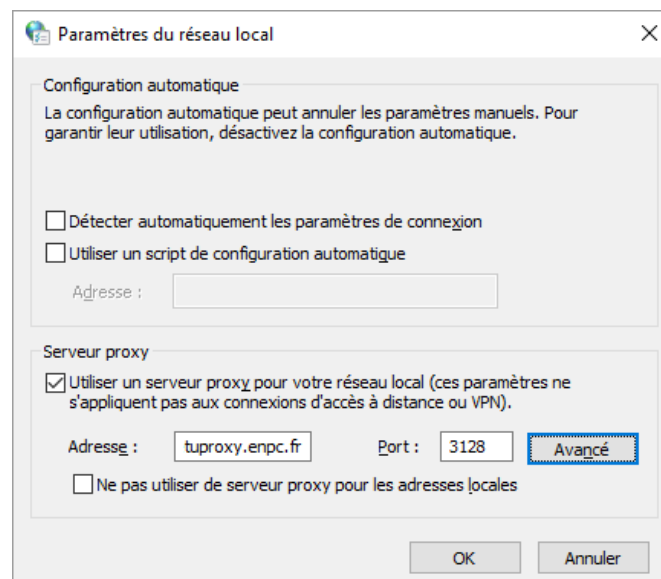 Paramètres du réseau local
Configuration automatique
La configuration automatique peut annuler les paramètres manuels. Pour
garantir leur utilisation, désactivez la configuration automatique.
Détecter automatiquement les paramètres de connexion
Utiliser un script de configuration automatique
Adresse :
Serveur proxy
Utiliser un serveur proxy pour votre réseau local (ces paramètres ne
s'appliquent pas aux connexions d'accès à distance ou VPN).
Adresse : tuproxy.enpc.fr Port : 3128 Avancé
Ne pas utiliser de serveur proxy pour les adresses locales
OK Annuler